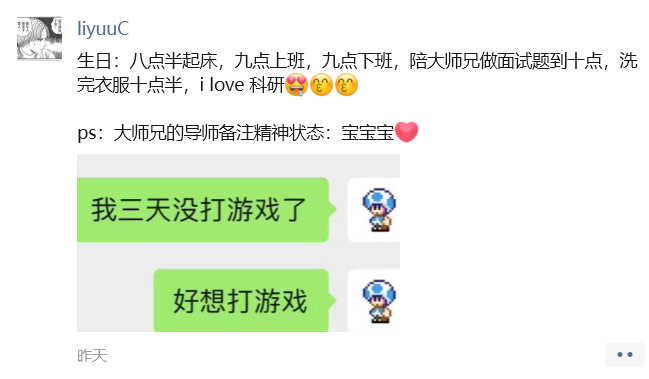 liyuuC
生日：八点半起床，九点上班，九点下班，陪大师兄做面试题到十点，洗
完衣服十点半，i love 科研🥰😙😙
ps：大师兄的导师备注精神状态：宝宝宝❤
我三天没打游戏了
好想打游戏
昨天